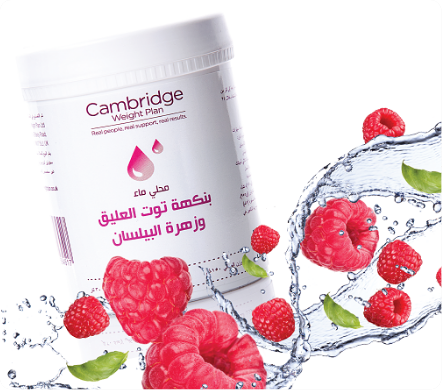 Cambridge
Weight Plan
Real people, real support, real results.
محلي ماء
بنكهة توت العليق
وزهرة البيلسان